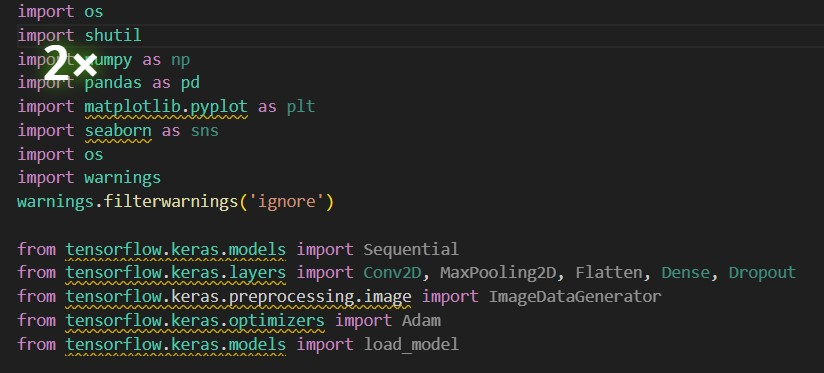 import os
import shutil
import numpy as np
2×
import pandas as pd
import matplotlib.pyplot as plt
import seaborn as sns
import os
import warnings
warnings.filterwarnings('ignore')
from tensorflow.keras.models import Sequential
from tensorflow.keras.layers import Conv2D, MaxPooling2D, Flatten, Dense, Dropout
from tensorflow.keras.preprocessing.image import ImageDataGenerator
from tensorflow.keras.optimizers import Adam
from tensorflow.keras.models import load_model